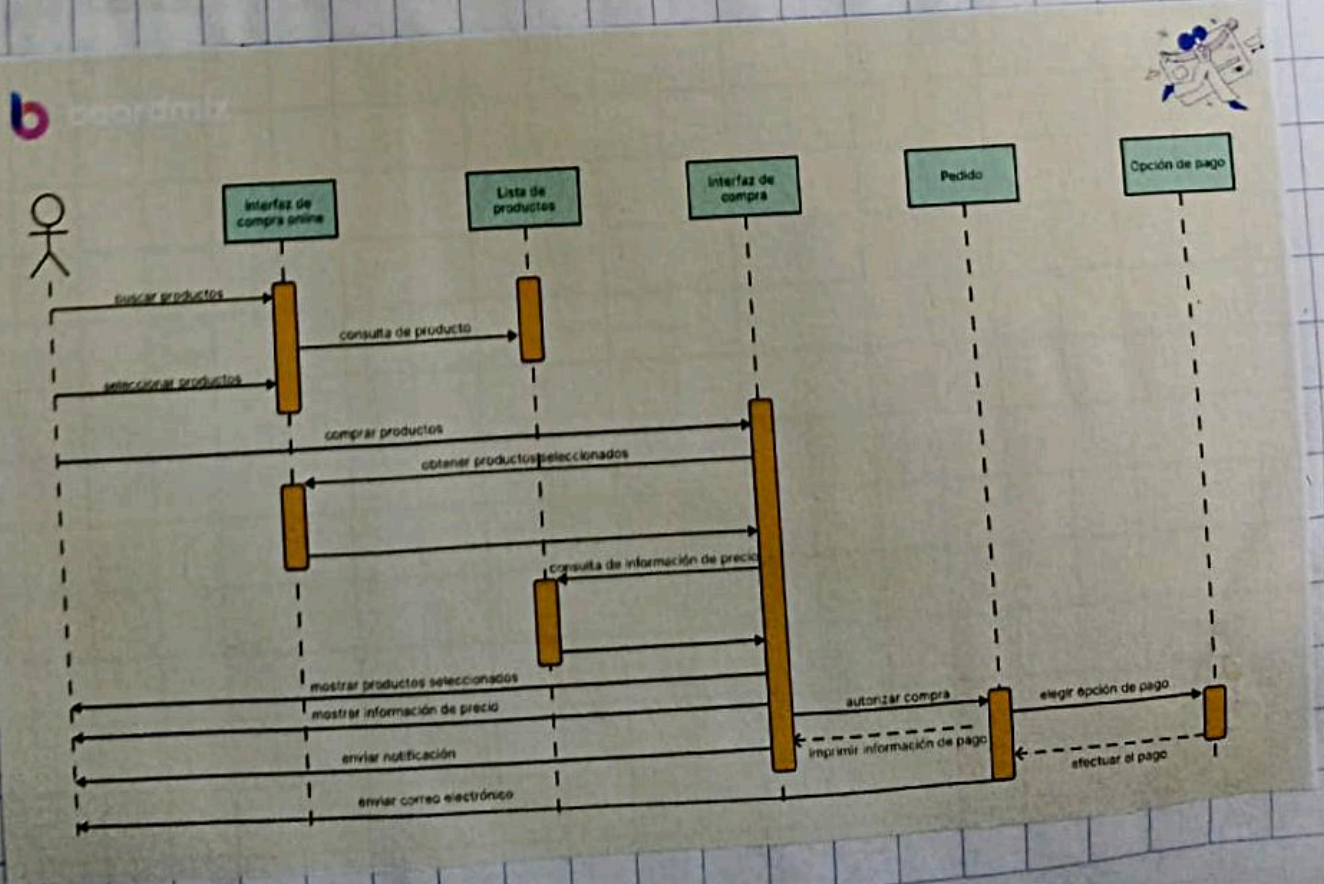 boardmix
Interfaz de
compra online
Lista de
productos
Interfaz de
compra
Pedido
Opción de pago
buscar productos
consulta de producto
seleccionar productos
comprar productos
obtener productos seleccionados
consulta de información de precio
mostrar productos seleccionados
mostrar información de precio
autorizar compra
elegir opción de pago
imprimir información de pago
efectuar el pago
enviar notificación
enviar correo electrónico